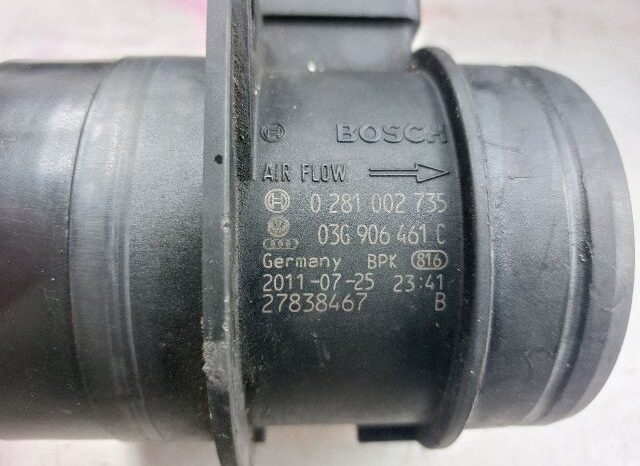 BOSCH
AIR FLOW
0 281 002 735
03G 906 461 C
Germany BPK 816
2011-07-25 23:41
27838467 B